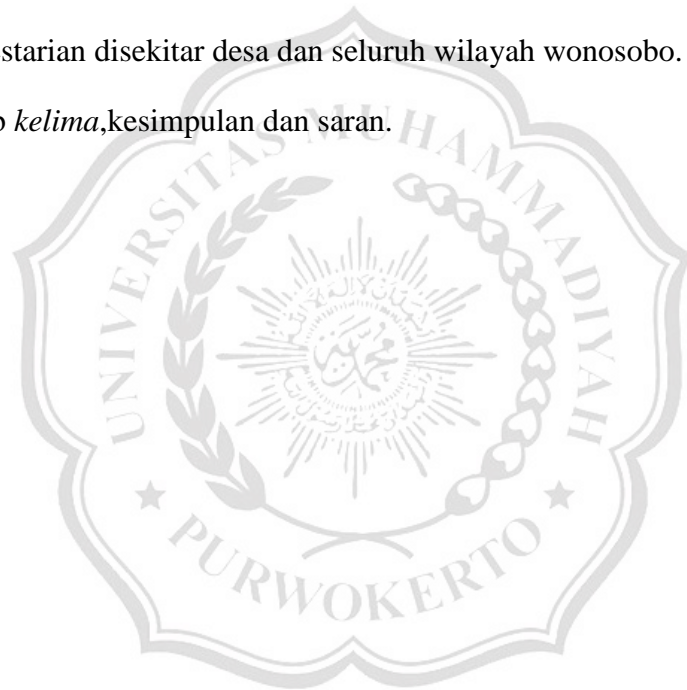 starian disekitar desa dan seluruh wilayah wonosobo.
kelima,kesimpulan dan saran.
UNIVERSITAS MUHAMMADIYAH
PURWOKERTO